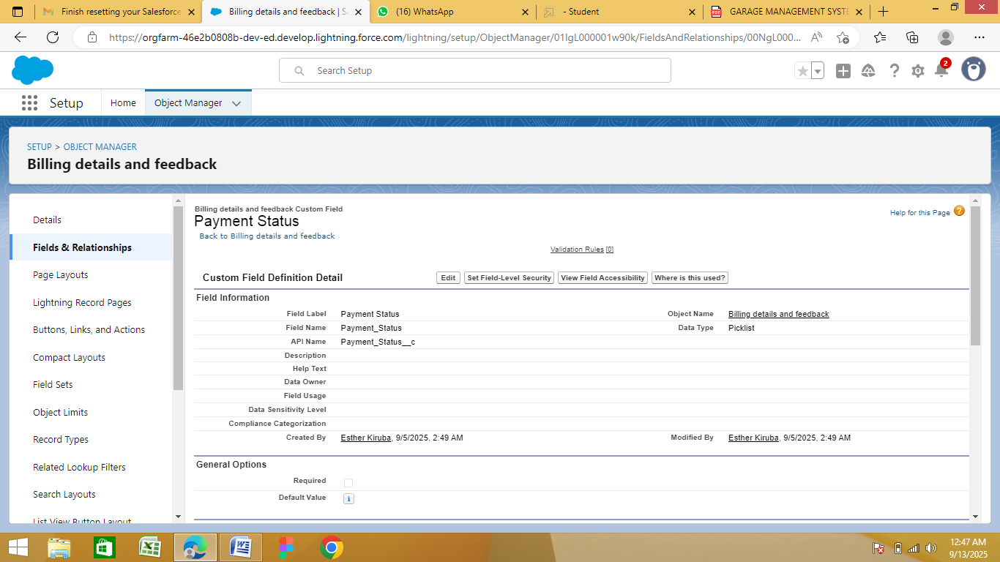 Finish resetting your Salesforce
Billing details and feedback | Sa
(16) WhatsApp
- Student
GARAGE MANAGEMENT SYSTE
https://orgfarm-46e2b0808b-dev-ed.develop.lightning.force.com/lightning/setup/ObjectManager/01IgL000001w90k/FieldsAndRelationships/00NgL000...
Search Setup
2
Setup
Home
Object Manager
SETUP > OBJECT MANAGER
Billing details and feedback
Details
Fields & Relationships
Page Layouts
Lightning Record Pages
Buttons, Links, and Actions
Compact Layouts
Field Sets
Object Limits
Record Types
Related Lookup Filters
Search Layouts
List View Button Layout
Billing details and feedback Custom Field
Payment Status
Back to Billing details and feedback
Help for this Page
Validation Rules [0]
Custom Field Definition Detail
Edit
Set Field-Level Security
View Field Accessibility
Where is this used?
Field Information
Field Label Payment Status Object Name Billing details and feedback
Field Name Payment_Status Data Type Picklist
API Name Payment_Status__c
Description
Help Text
Data Owner
Field Usage
Data Sensitivity Level
Compliance Categorization
Created By Esther Kiruba, 9/5/2025, 2:49 AM Modified By Esther Kiruba, 9/5/2025, 2:49 AM
General Options
Required
Default Value
12:47 AM
9/13/2025